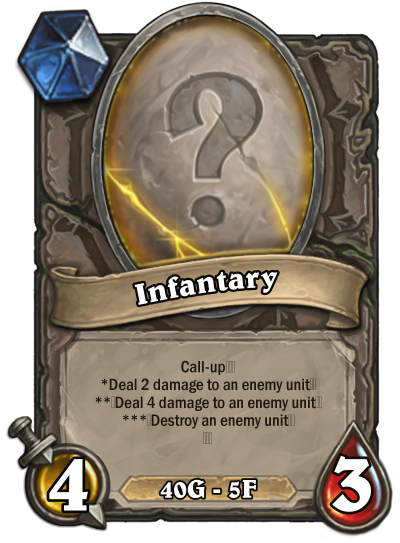 ?
Infantary
Call-up
*Deal 2 damage to an enemy unit
** Deal 4 damage to an enemy unit
*** Destroy an enemy unit
4
40G - 5F
3